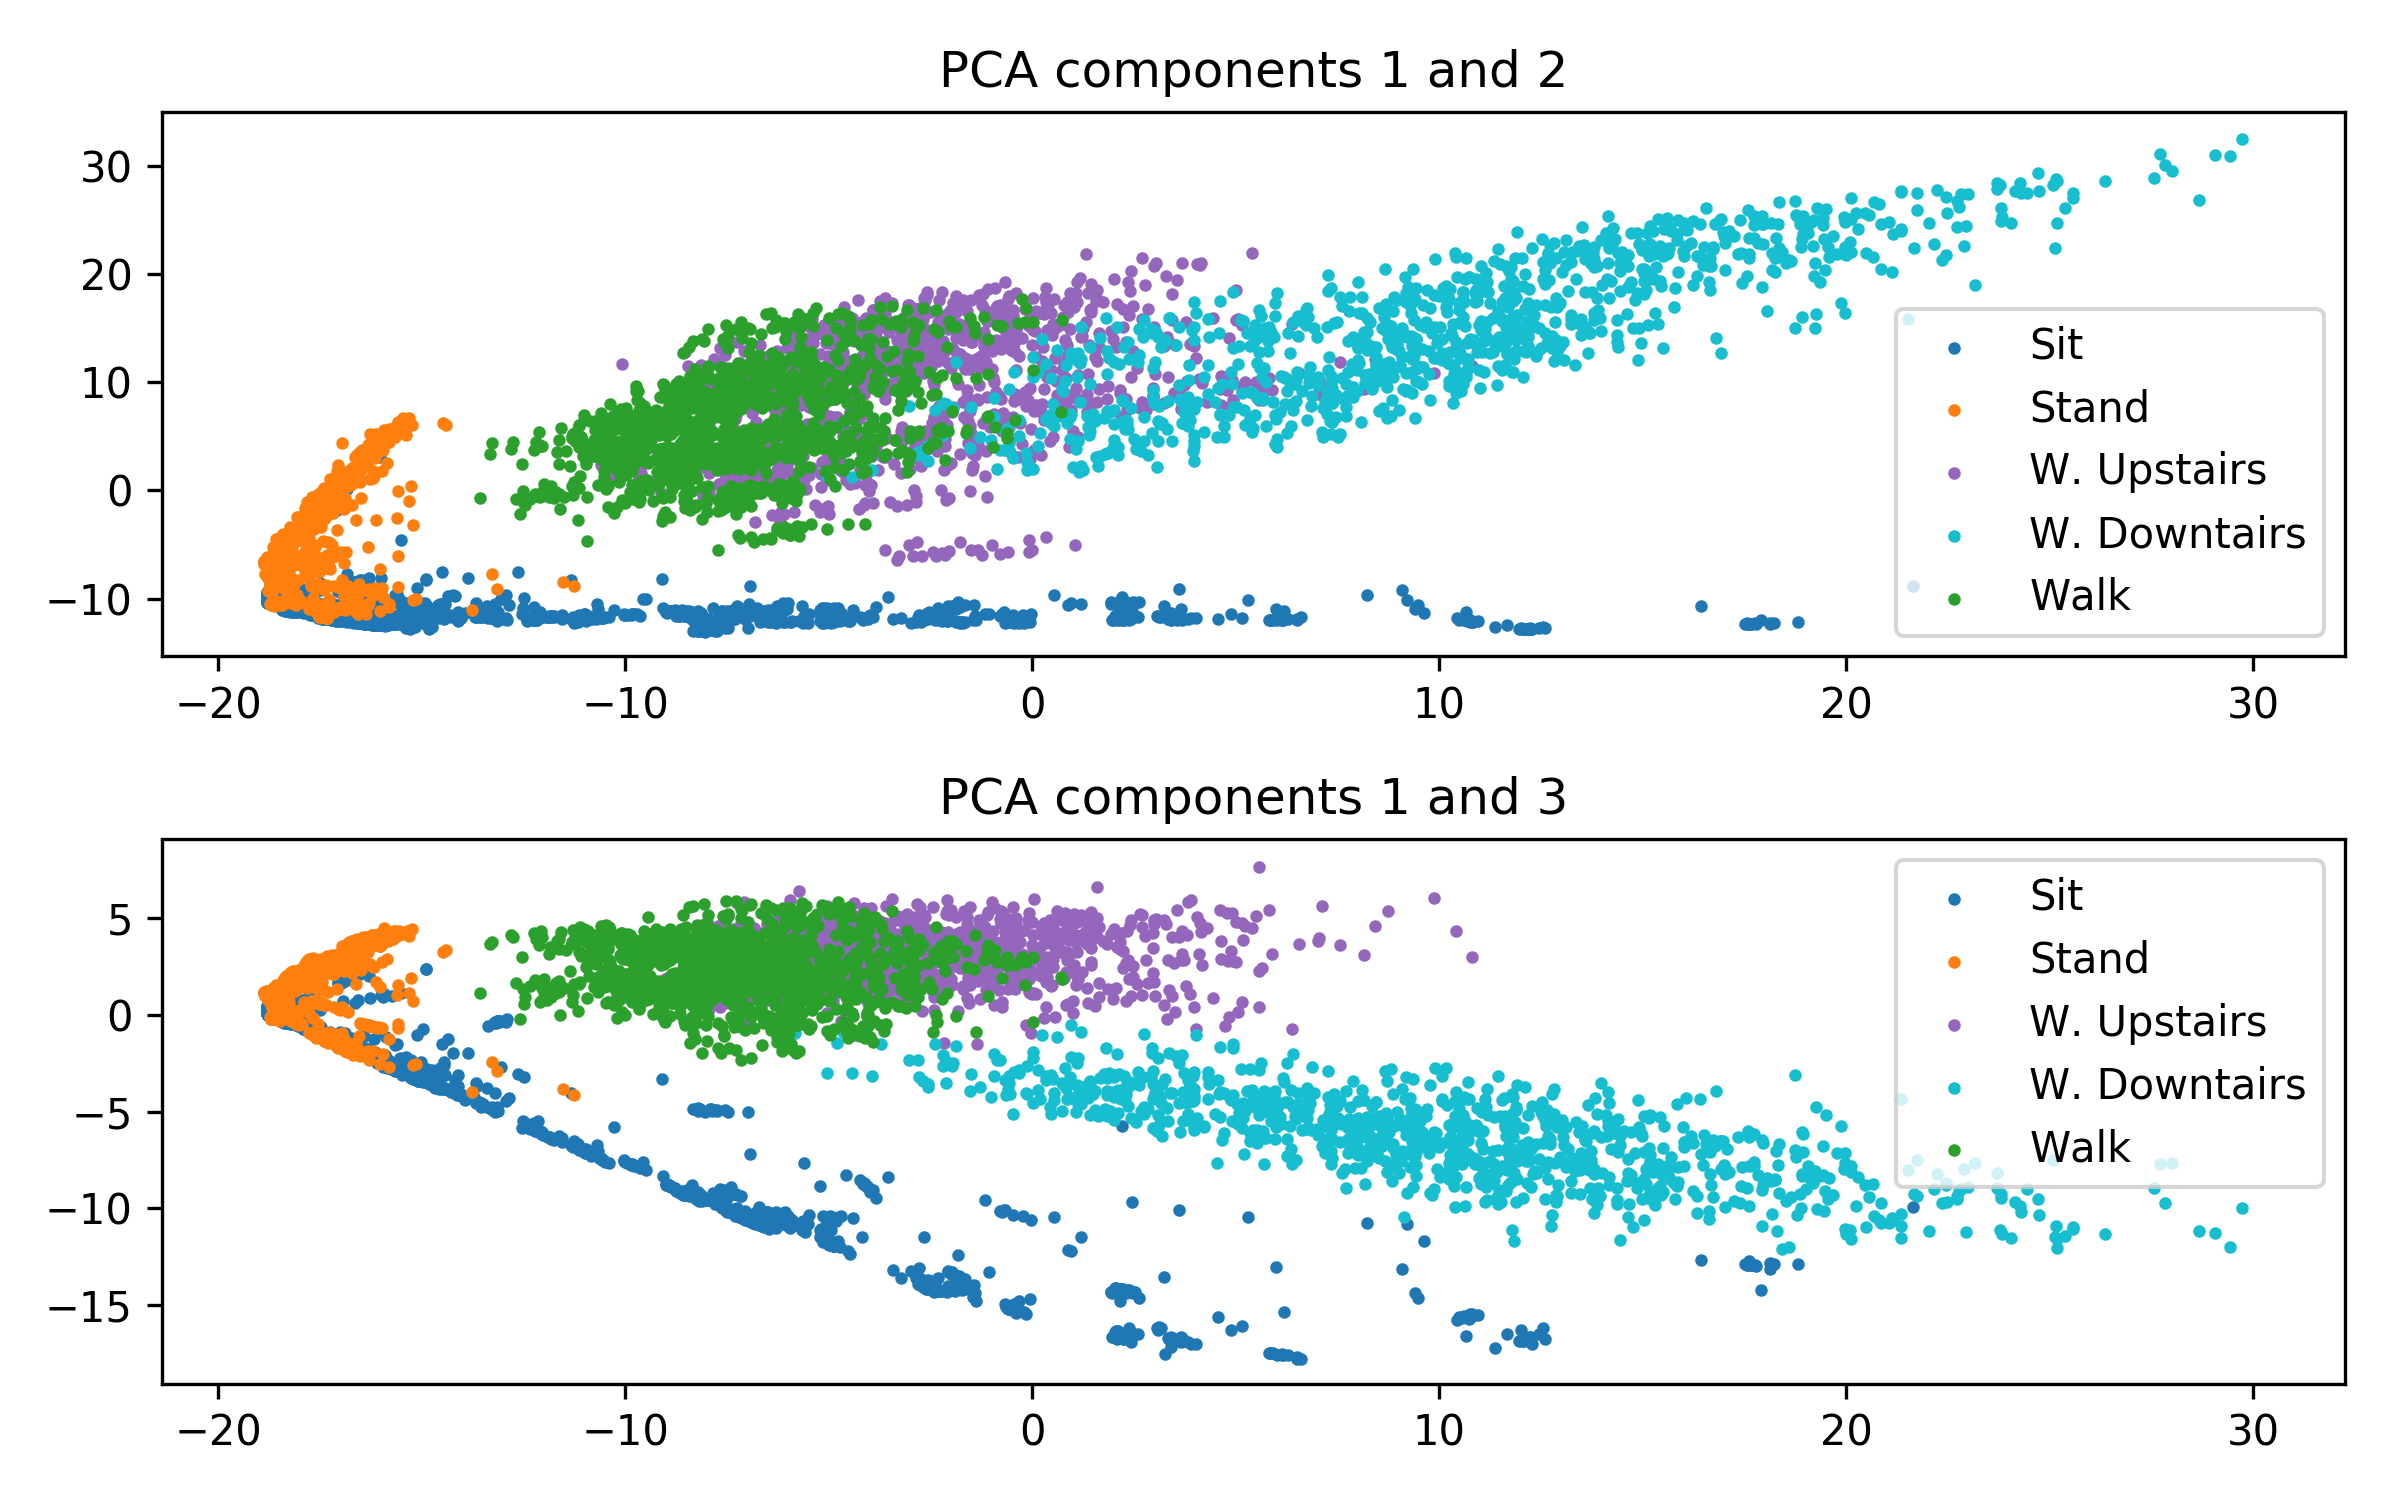 PCA components 1 and 2
30
20
10
0
−10
Sit
Stand
W. Upstairs
W. Downtairs
Walk
−20 −10 0 10 20 30
PCA components 1 and 3
5
0
−5
−10
−15
Sit
Stand
W. Upstairs
W. Downtairs
Walk
−20 −10 0 10 20 30